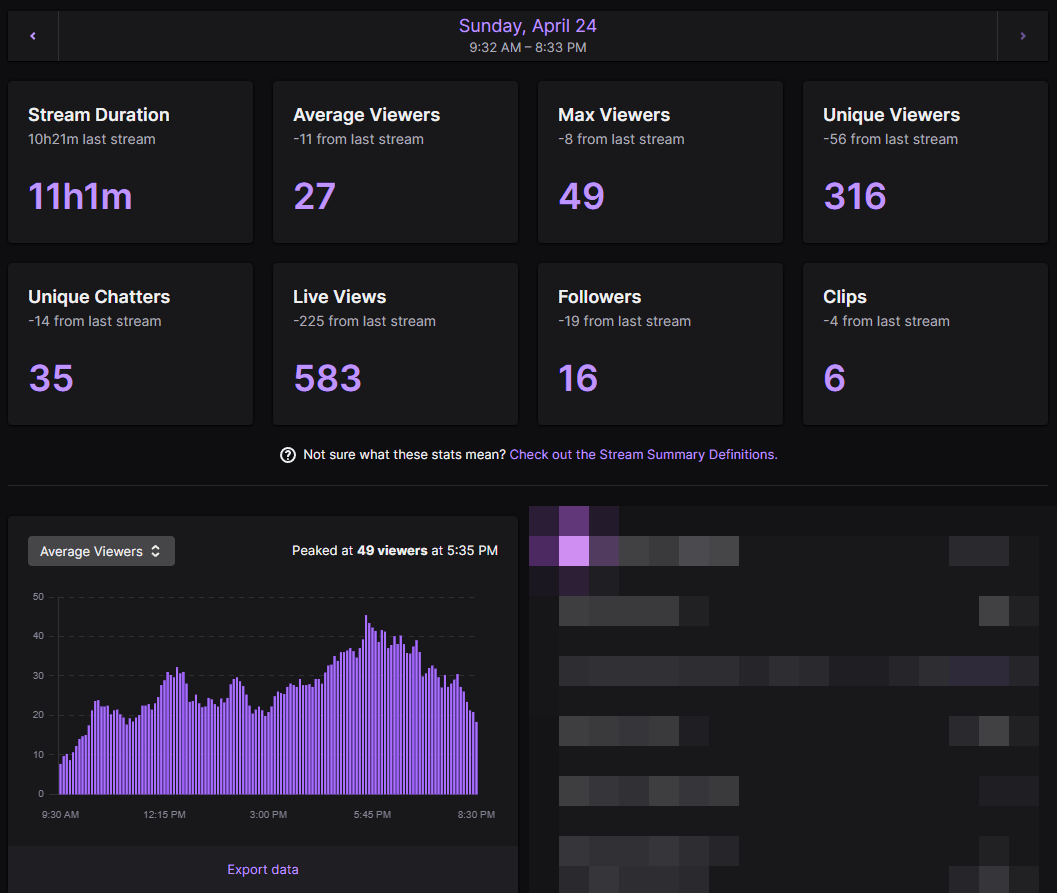 Sunday, April 24
9:32 AM – 8:33 PM
Stream Duration
10h21m last stream
11h1m
Average Viewers
-11 from last stream
27
Max Viewers
-8 from last stream
49
Unique Viewers
-56 from last stream
316
Unique Chatters
-14 from last stream
35
Live Views
-225 from last stream
583
Followers
-19 from last stream
16
Clips
-4 from last stream
6
Not sure what these stats mean? Check out the Stream Summary Definitions.
Average Viewers
Peaked at 49 viewers at 5:35 PM
50
40
30
20
10
0
9:30 AM 12:15 PM 3:00 PM 5:45 PM 8:30 PM
Export data